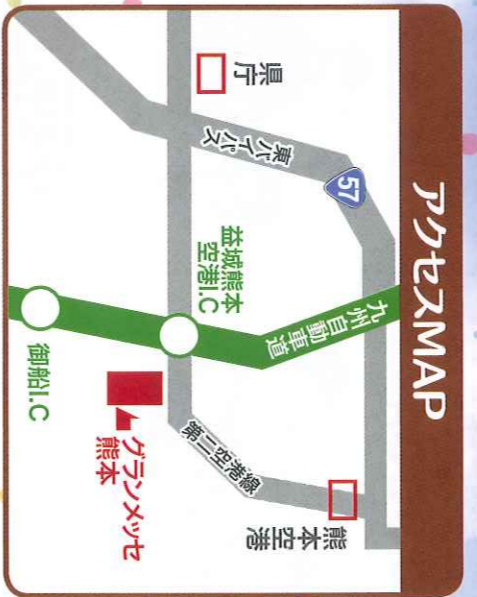 アクセスMAP
県庁
東バイパス
57
九州自動車道
益城熊本
空港I.C
第二空港線
熊本空港
グランメッセ
熊本
御船I.C